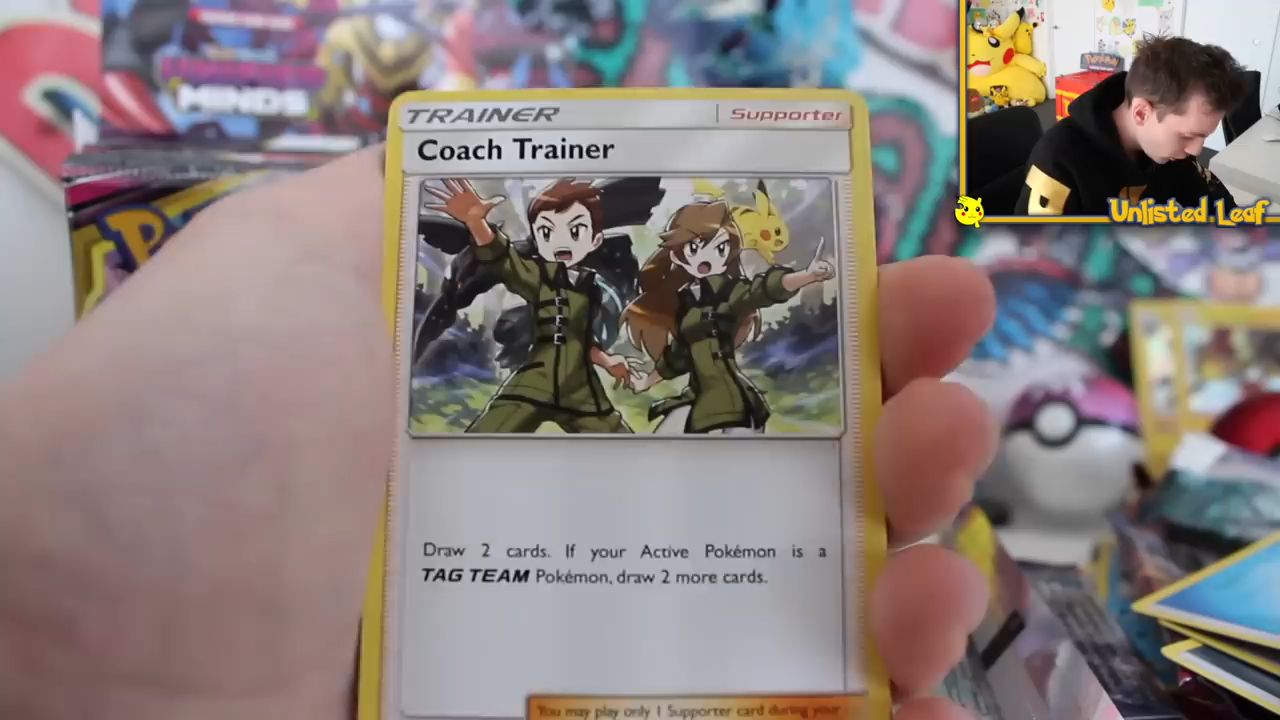 MINDS
TRAINER Supporter
Coach Trainer
Unlisted Leaf
Draw 2 cards. If your Active Pokémon is a
TAG TEAM Pokémon, draw 2 more cards.
You may play only 1 Supporter card during your